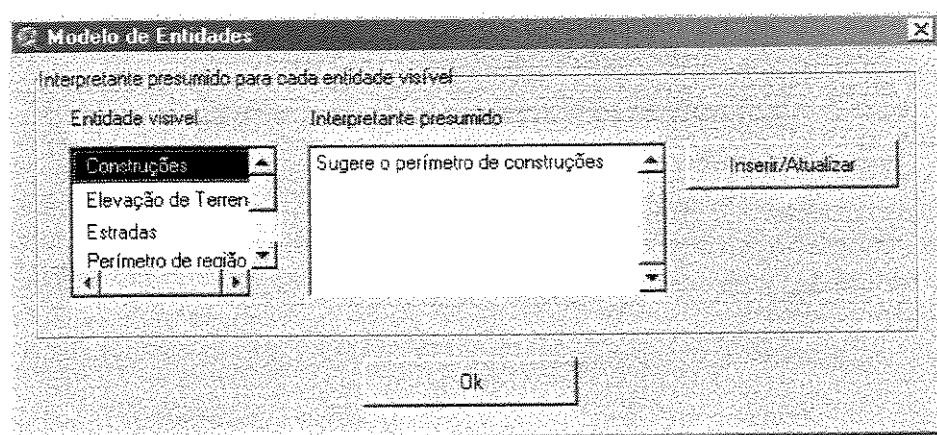 Modelo de Entidades
Interpretante presumido para cada entidade visível
Entidade visível
Interpretante presumido
Construções
Elevação de Terren
Estradas
Perímetro de região
Sugere o perímetro de construções
Inserir/Atualizar
Ok